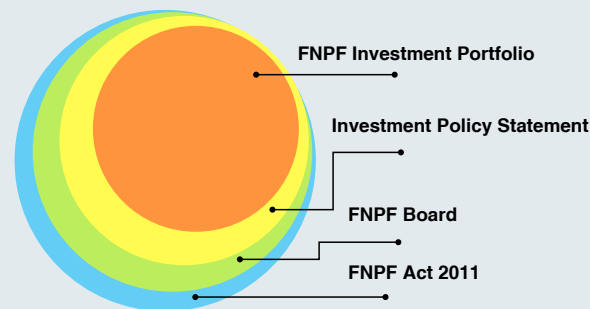 FNPF Investment Portfolio
Investment Policy Statement
FNPF Board
FNPF Act 2011